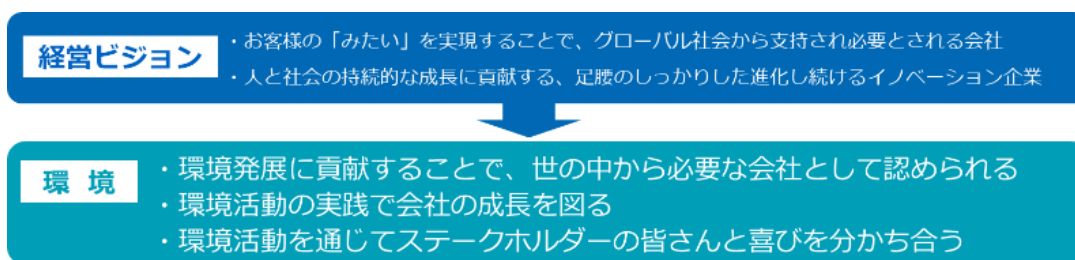 経営ビジョン
・お客様の「みたい」を実現することで、グローバル社会から支持され必要とされる会社
・人と社会の持続的な成長に貢献する、足腰のしっかりした進化し続けるイノベーション企業
環 境
・環境発展に貢献することで、世の中から必要な会社として認められる
・環境活動の実践で会社の成長を図る
・環境活動を通じてステークホルダーの皆さんと喜びを分かち合う